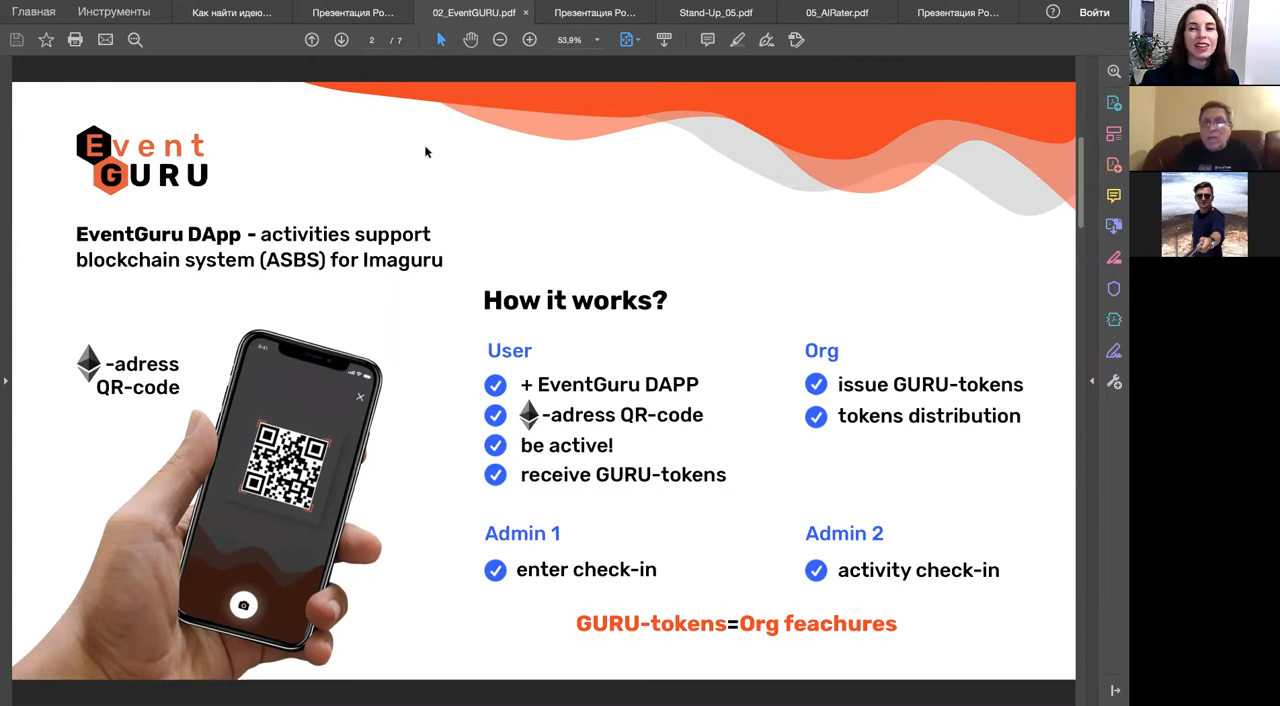 Главная
Инструменты
Как найти идею...
Презентация Ро...
02_EventGURU.pdf ×
Презентация Ро...
Stand-Up_05.pdf
05_AIRater.pdf
Презентация Ро...
Войти
2 / 7
53,9%
Event
GURU
EventGuru DApp - activities support
blockchain system (ASBS) for Imaguru
-adress
QR-code
How it works?
User
+ EventGuru DAPP
-adress QR-code
be active!
receive GURU-tokens
Org
issue GURU-tokens
tokens distribution
Admin 1
enter check-in
Admin 2
activity check-in
GURU-tokens=Org feachures